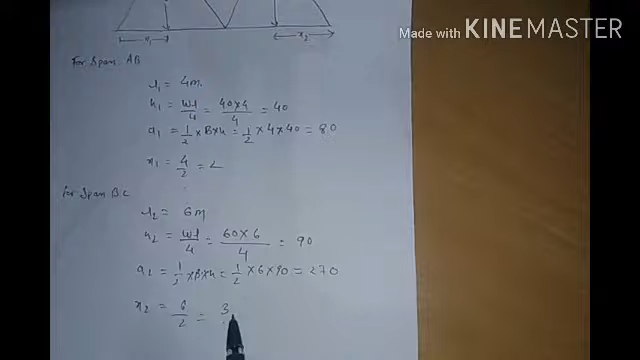 Made with KINEMASTER
x₁
x₂
For Span AB
l₁ = 4m.
h₁ = Wl/4 = 40×4/4 = 40
a₁ = 1/2 × B×h = 1/2 × 4 × 40 = 80
x₁ = 4/2 = 2
For Span BC
l₂ = 6m
h₂ = Wl/4 = 60×6/4 = 90
a₂ = 1/2 ×B×h = 1/2 × 6 × 90 = 270
x₂ = 6/2 = 3